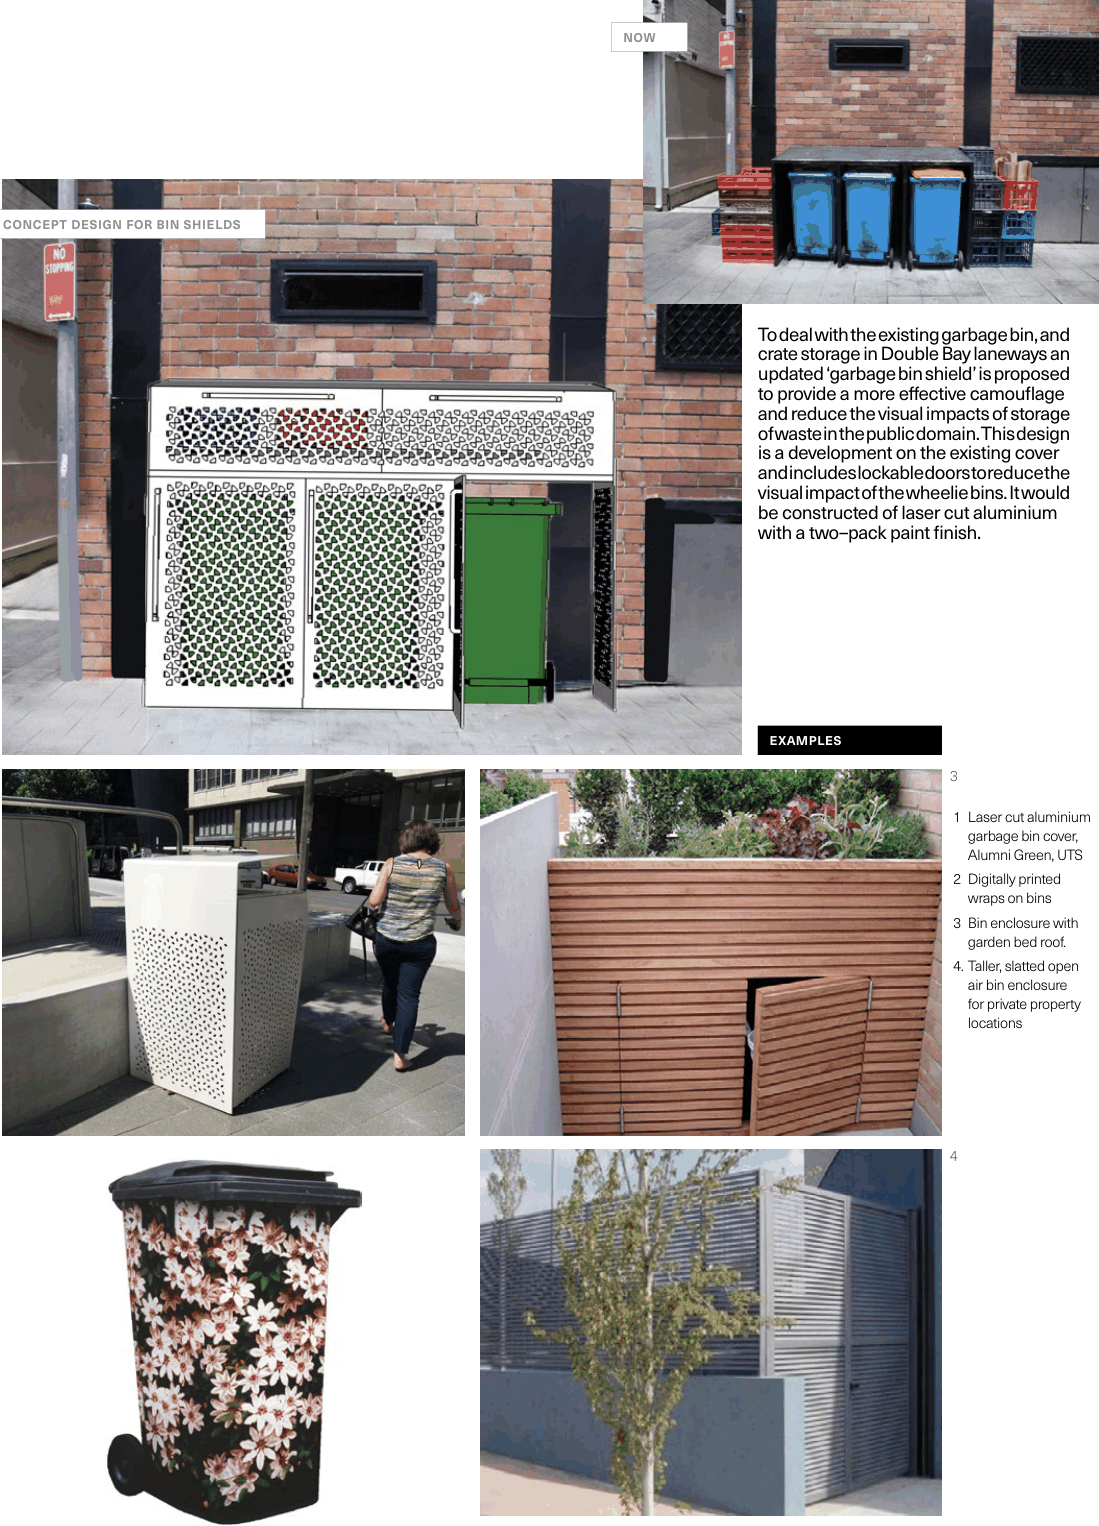 NOW
CONCEPT DESIGN FOR BIN SHIELDS
NO
STOPPING
To deal with the existing garbage bin, and
crate storage in Double Bay laneways an
updated ‘garbage bin shield’ is proposed
to provide a more effective camouflage
and reduce the visual impacts of storage
of waste in the public domain. This design
is a development on the existing cover
and includes lockable doors to reduce the
visual impact of the wheelie bins. It would
be constructed of laser cut aluminium
with a two–pack paint finish.
EXAMPLES
3
1 Laser cut aluminium
garbage bin cover,
Alumni Green, UTS
2 Digitally printed
wraps on bins
3 Bin enclosure with
garden bed roof.
4. Taller, slatted open
air bin enclosure
for private property
locations
4